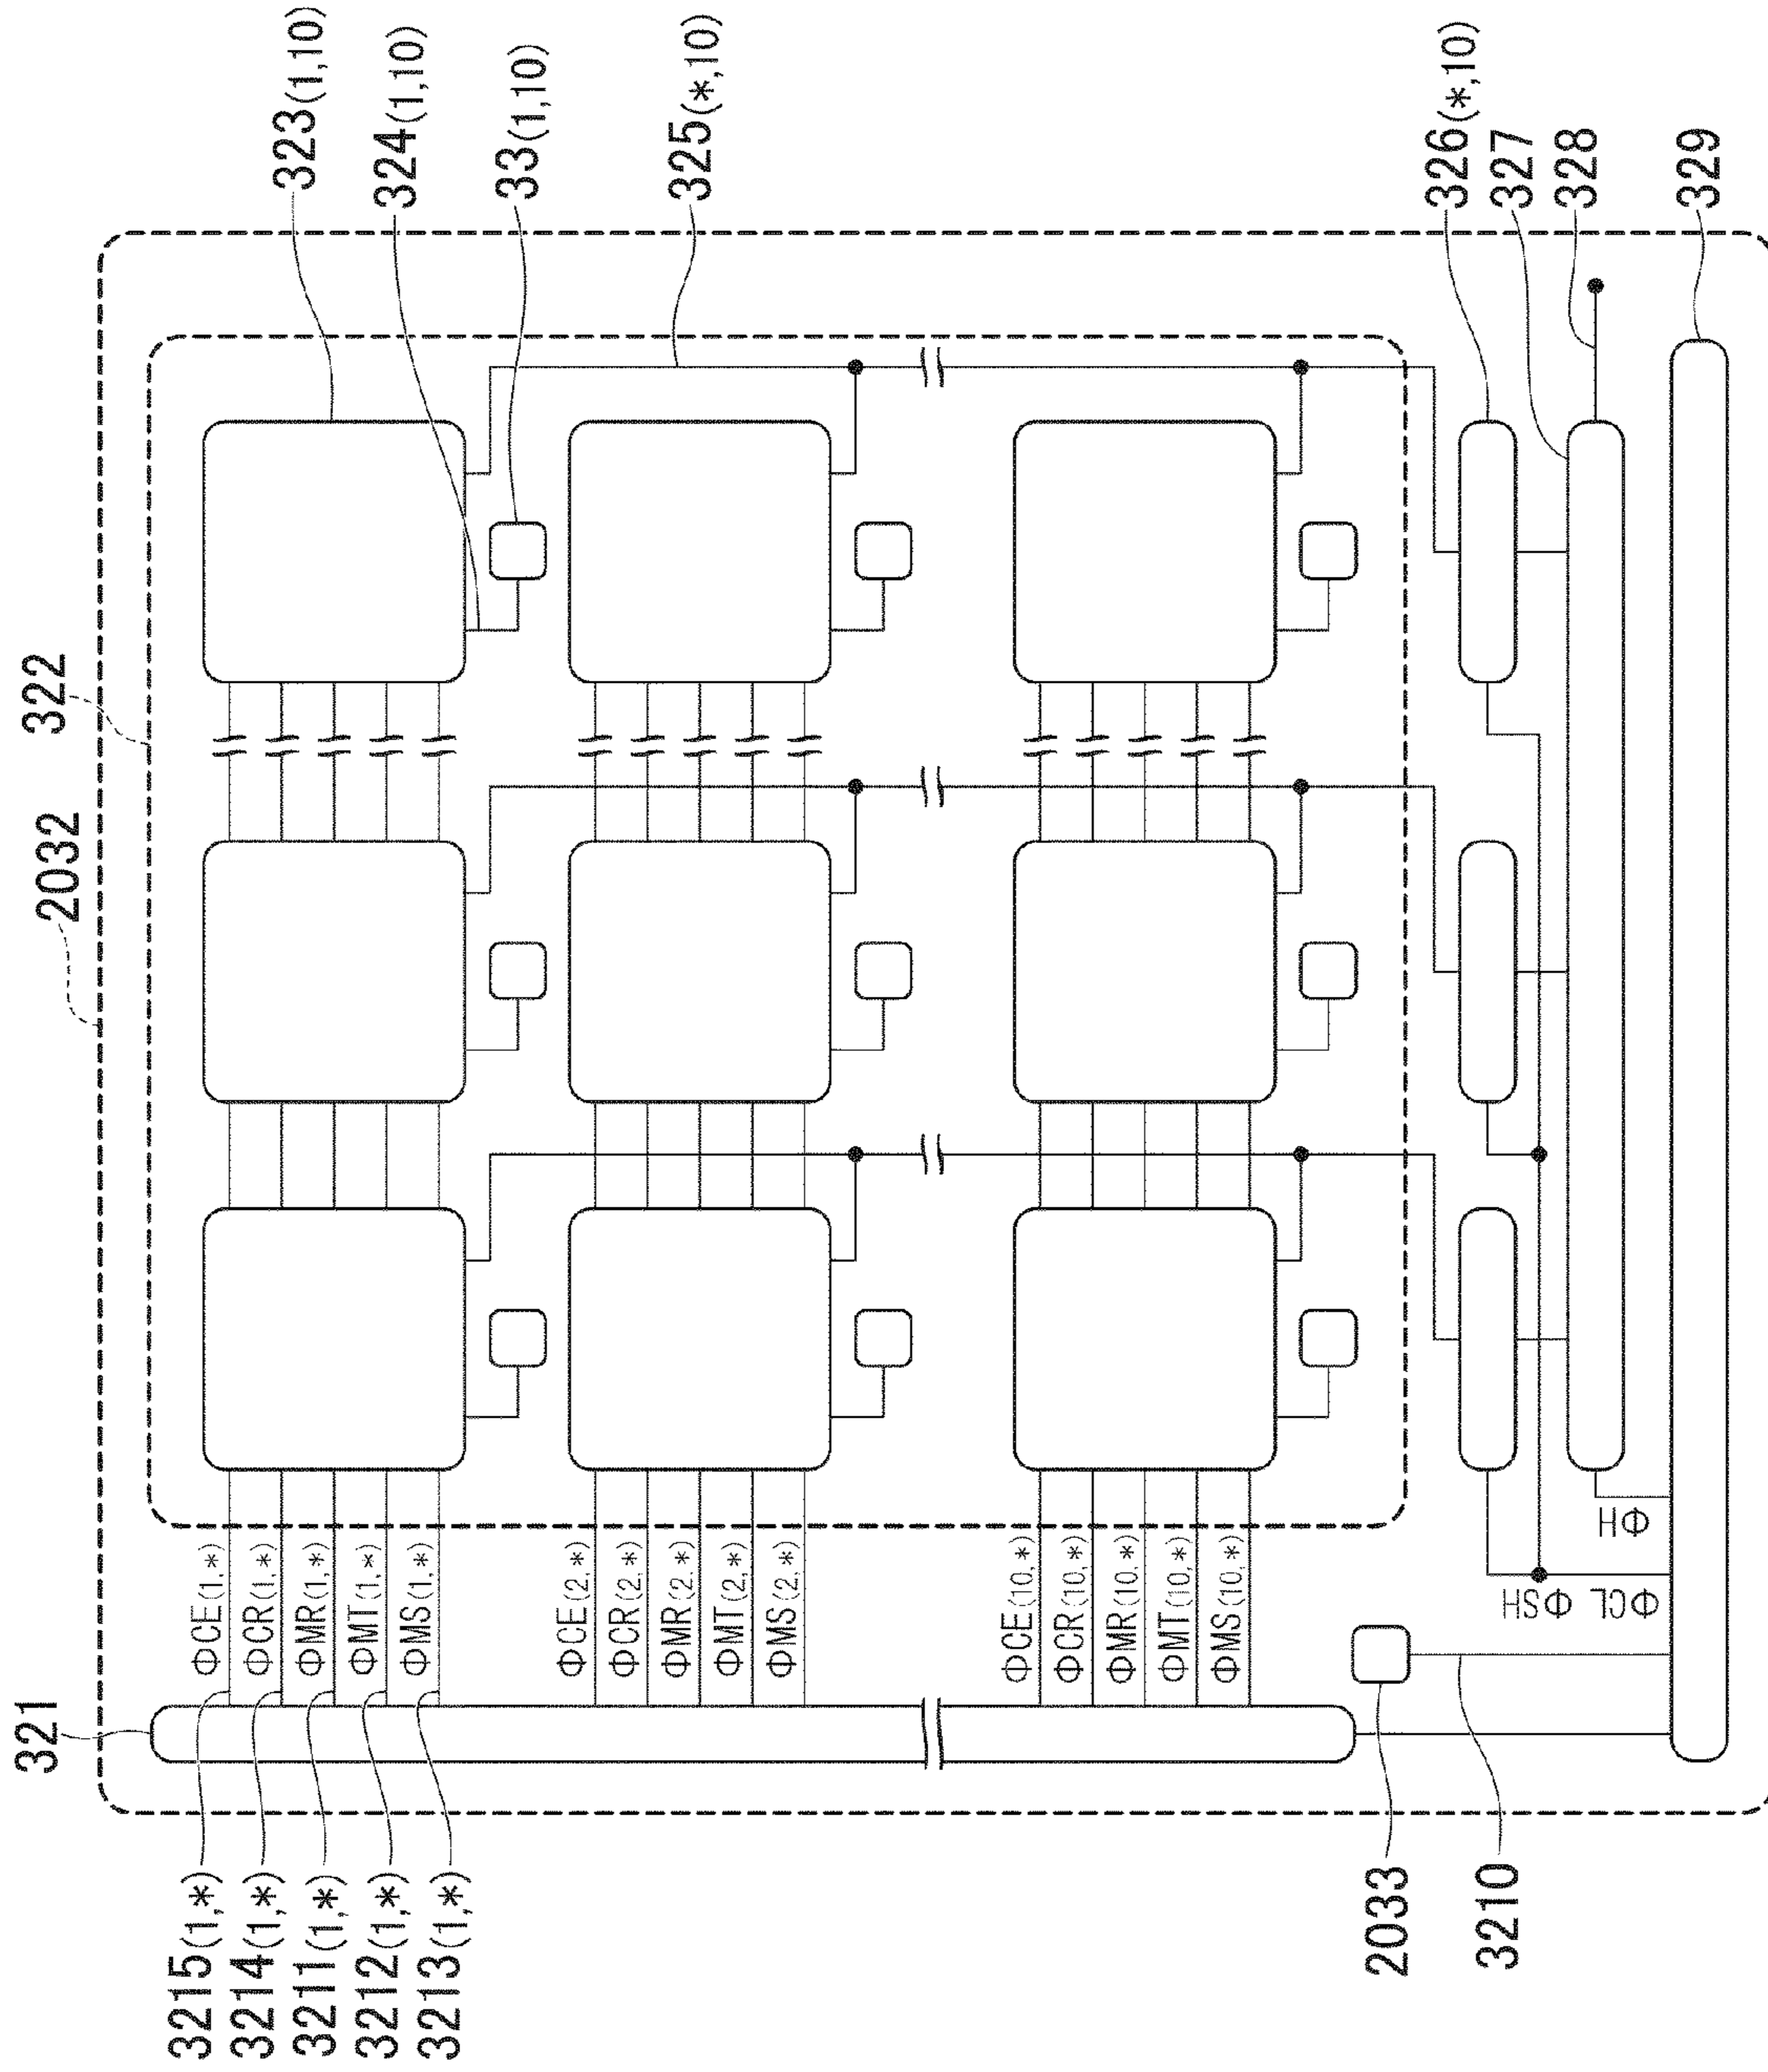 2032
322
321
323(1,10)
324(1,10)
33(1,10)
325(*,10)
326(*,10)
327
328
329
3215(1,*)
3214(1,*)
3211(1,*)
3212(1,*)
3213(1,*)
2033
3210
ΦCE(1,*)
ΦCR(1,*)
ΦMR(1,*)
ΦMT(1,*)
ΦMS(1,*)
ΦCE(2,*)
ΦCR(2,*)
ΦMR(2,*)
ΦMT(2,*)
ΦMS(2,*)
ΦCE(10,*)
ΦCR(10,*)
ΦMR(10,*)
ΦMT(10,*)
ΦMS(10,*)
ΦH
ΦSH
ΦCL